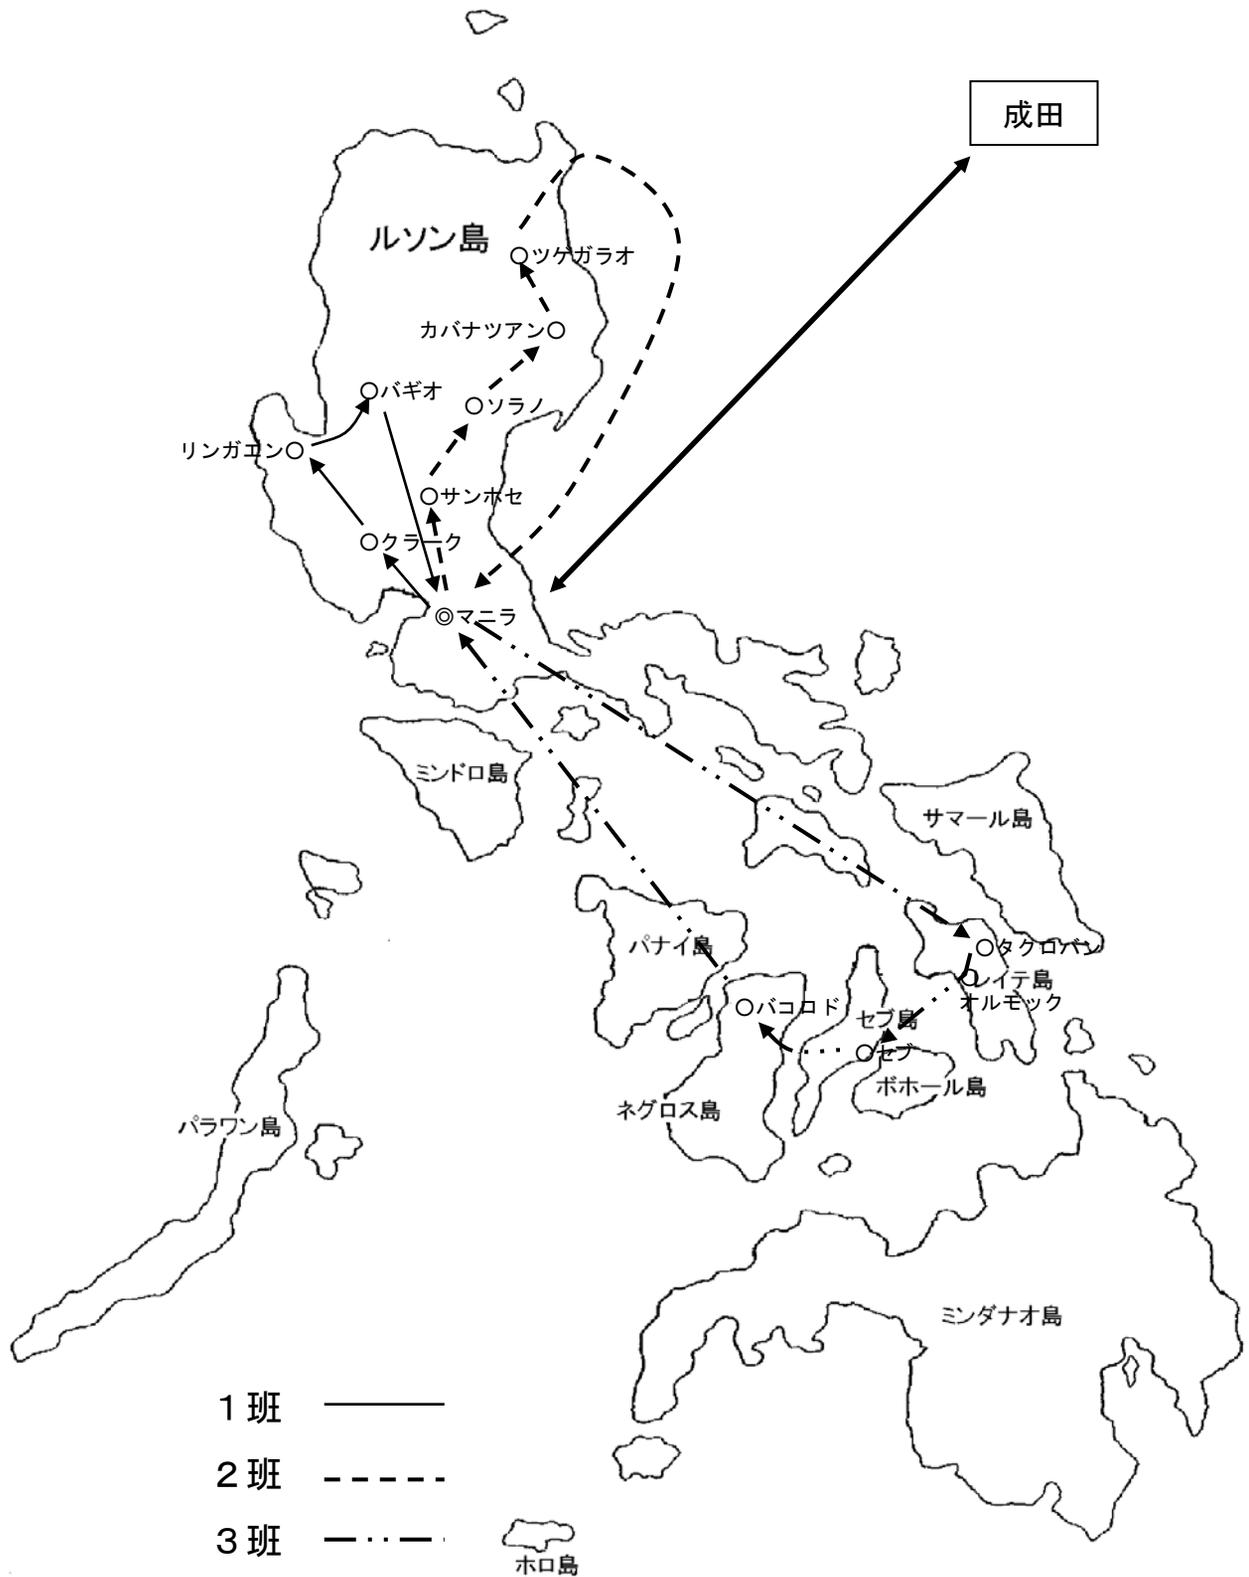 成田
ルソン島
ツゲガラオ
カバナツアン
バギオ
ソラノ
リンガエン
サンホセ
クラーク
マニラ
ミンドロ島
サマール島
パナイ島
タクロバン
レイテ島
オルモック
バコロド
セブ島
セブ
ボホール島
ネグロス島
パラワン島
ミンダナオ島
1班
2班
3班
ホロ島